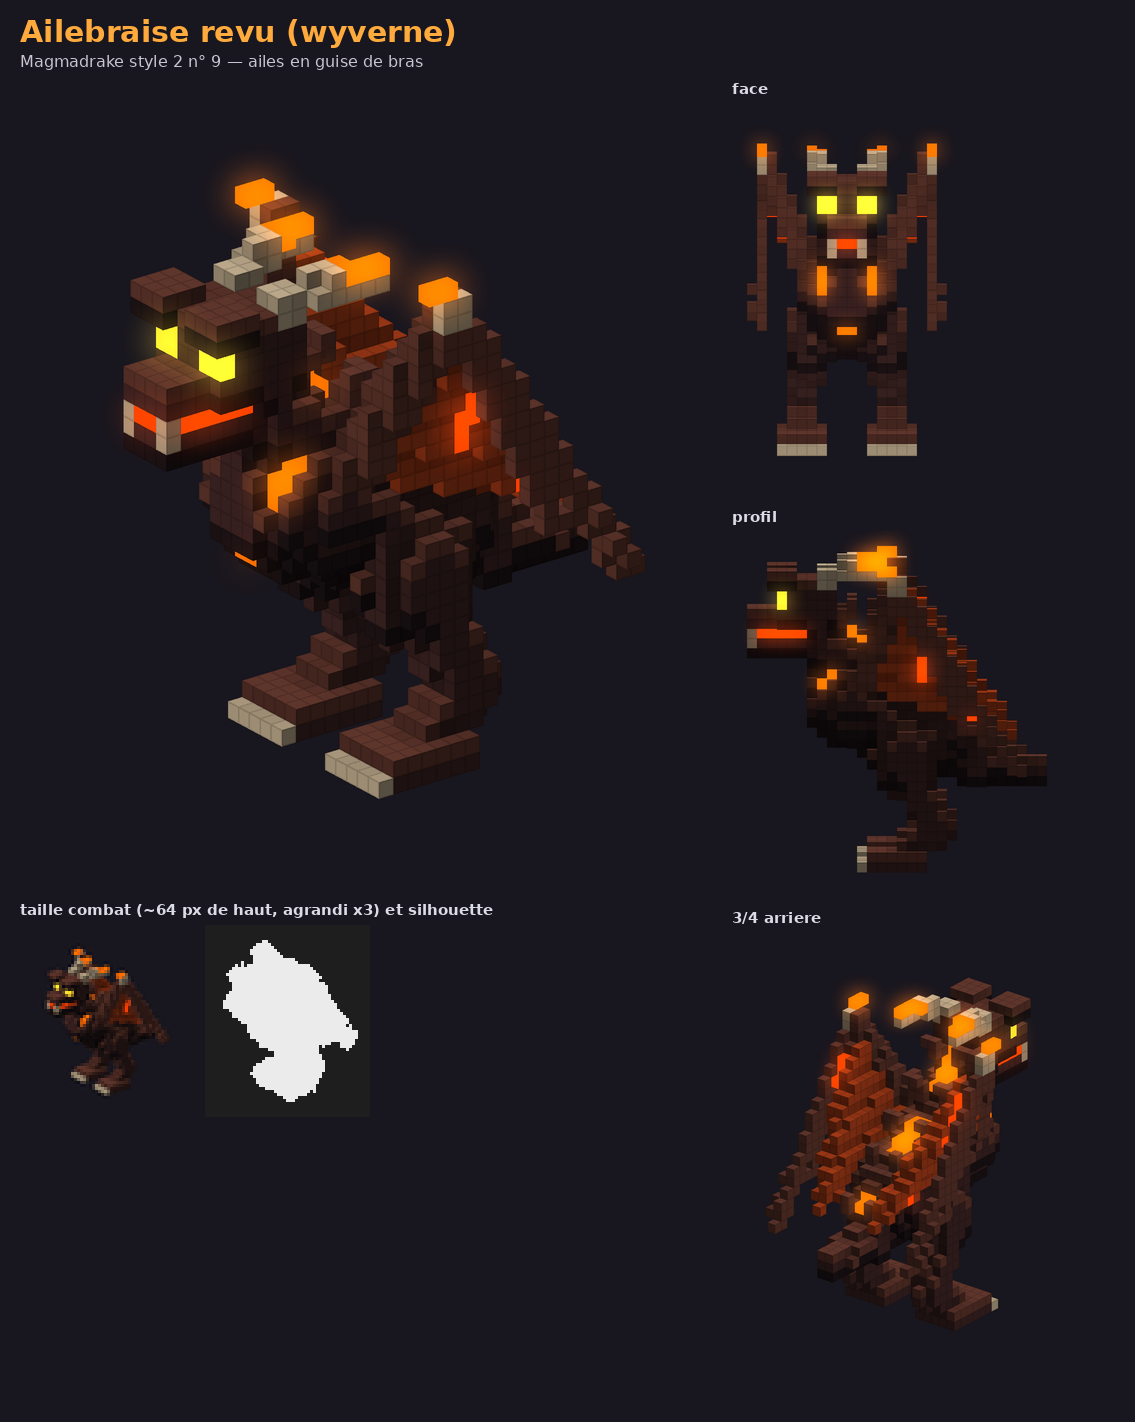 Ailebraise revu (wyverne)
Magmadrake style 2 n° 9 — ailes en guise de bras
face
profil
taille combat (~64 px de haut, agrandi x3) et silhouette
3/4 arriere